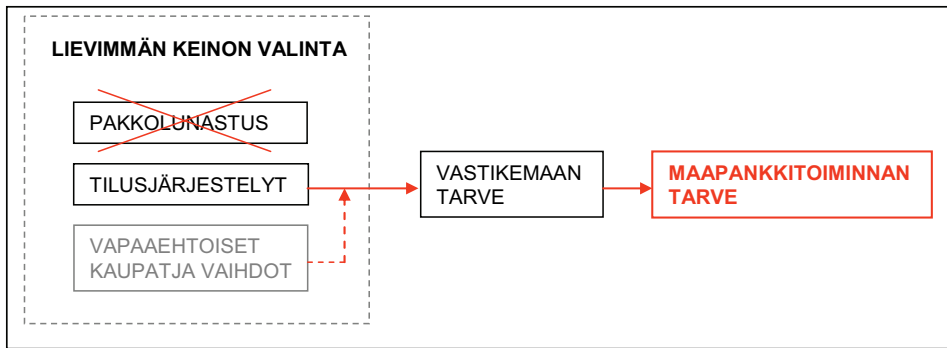 LIEVIMMÄN KEINON VALINTA
PAKKOLUNASTUS
TILUSJÄRJESTELYT
VAPAAEHTOISET
KAUPATJA VAIHDOT
VASTIKEMAAN
TARVE
MAAPANKKITOIMINNAN
TARVE